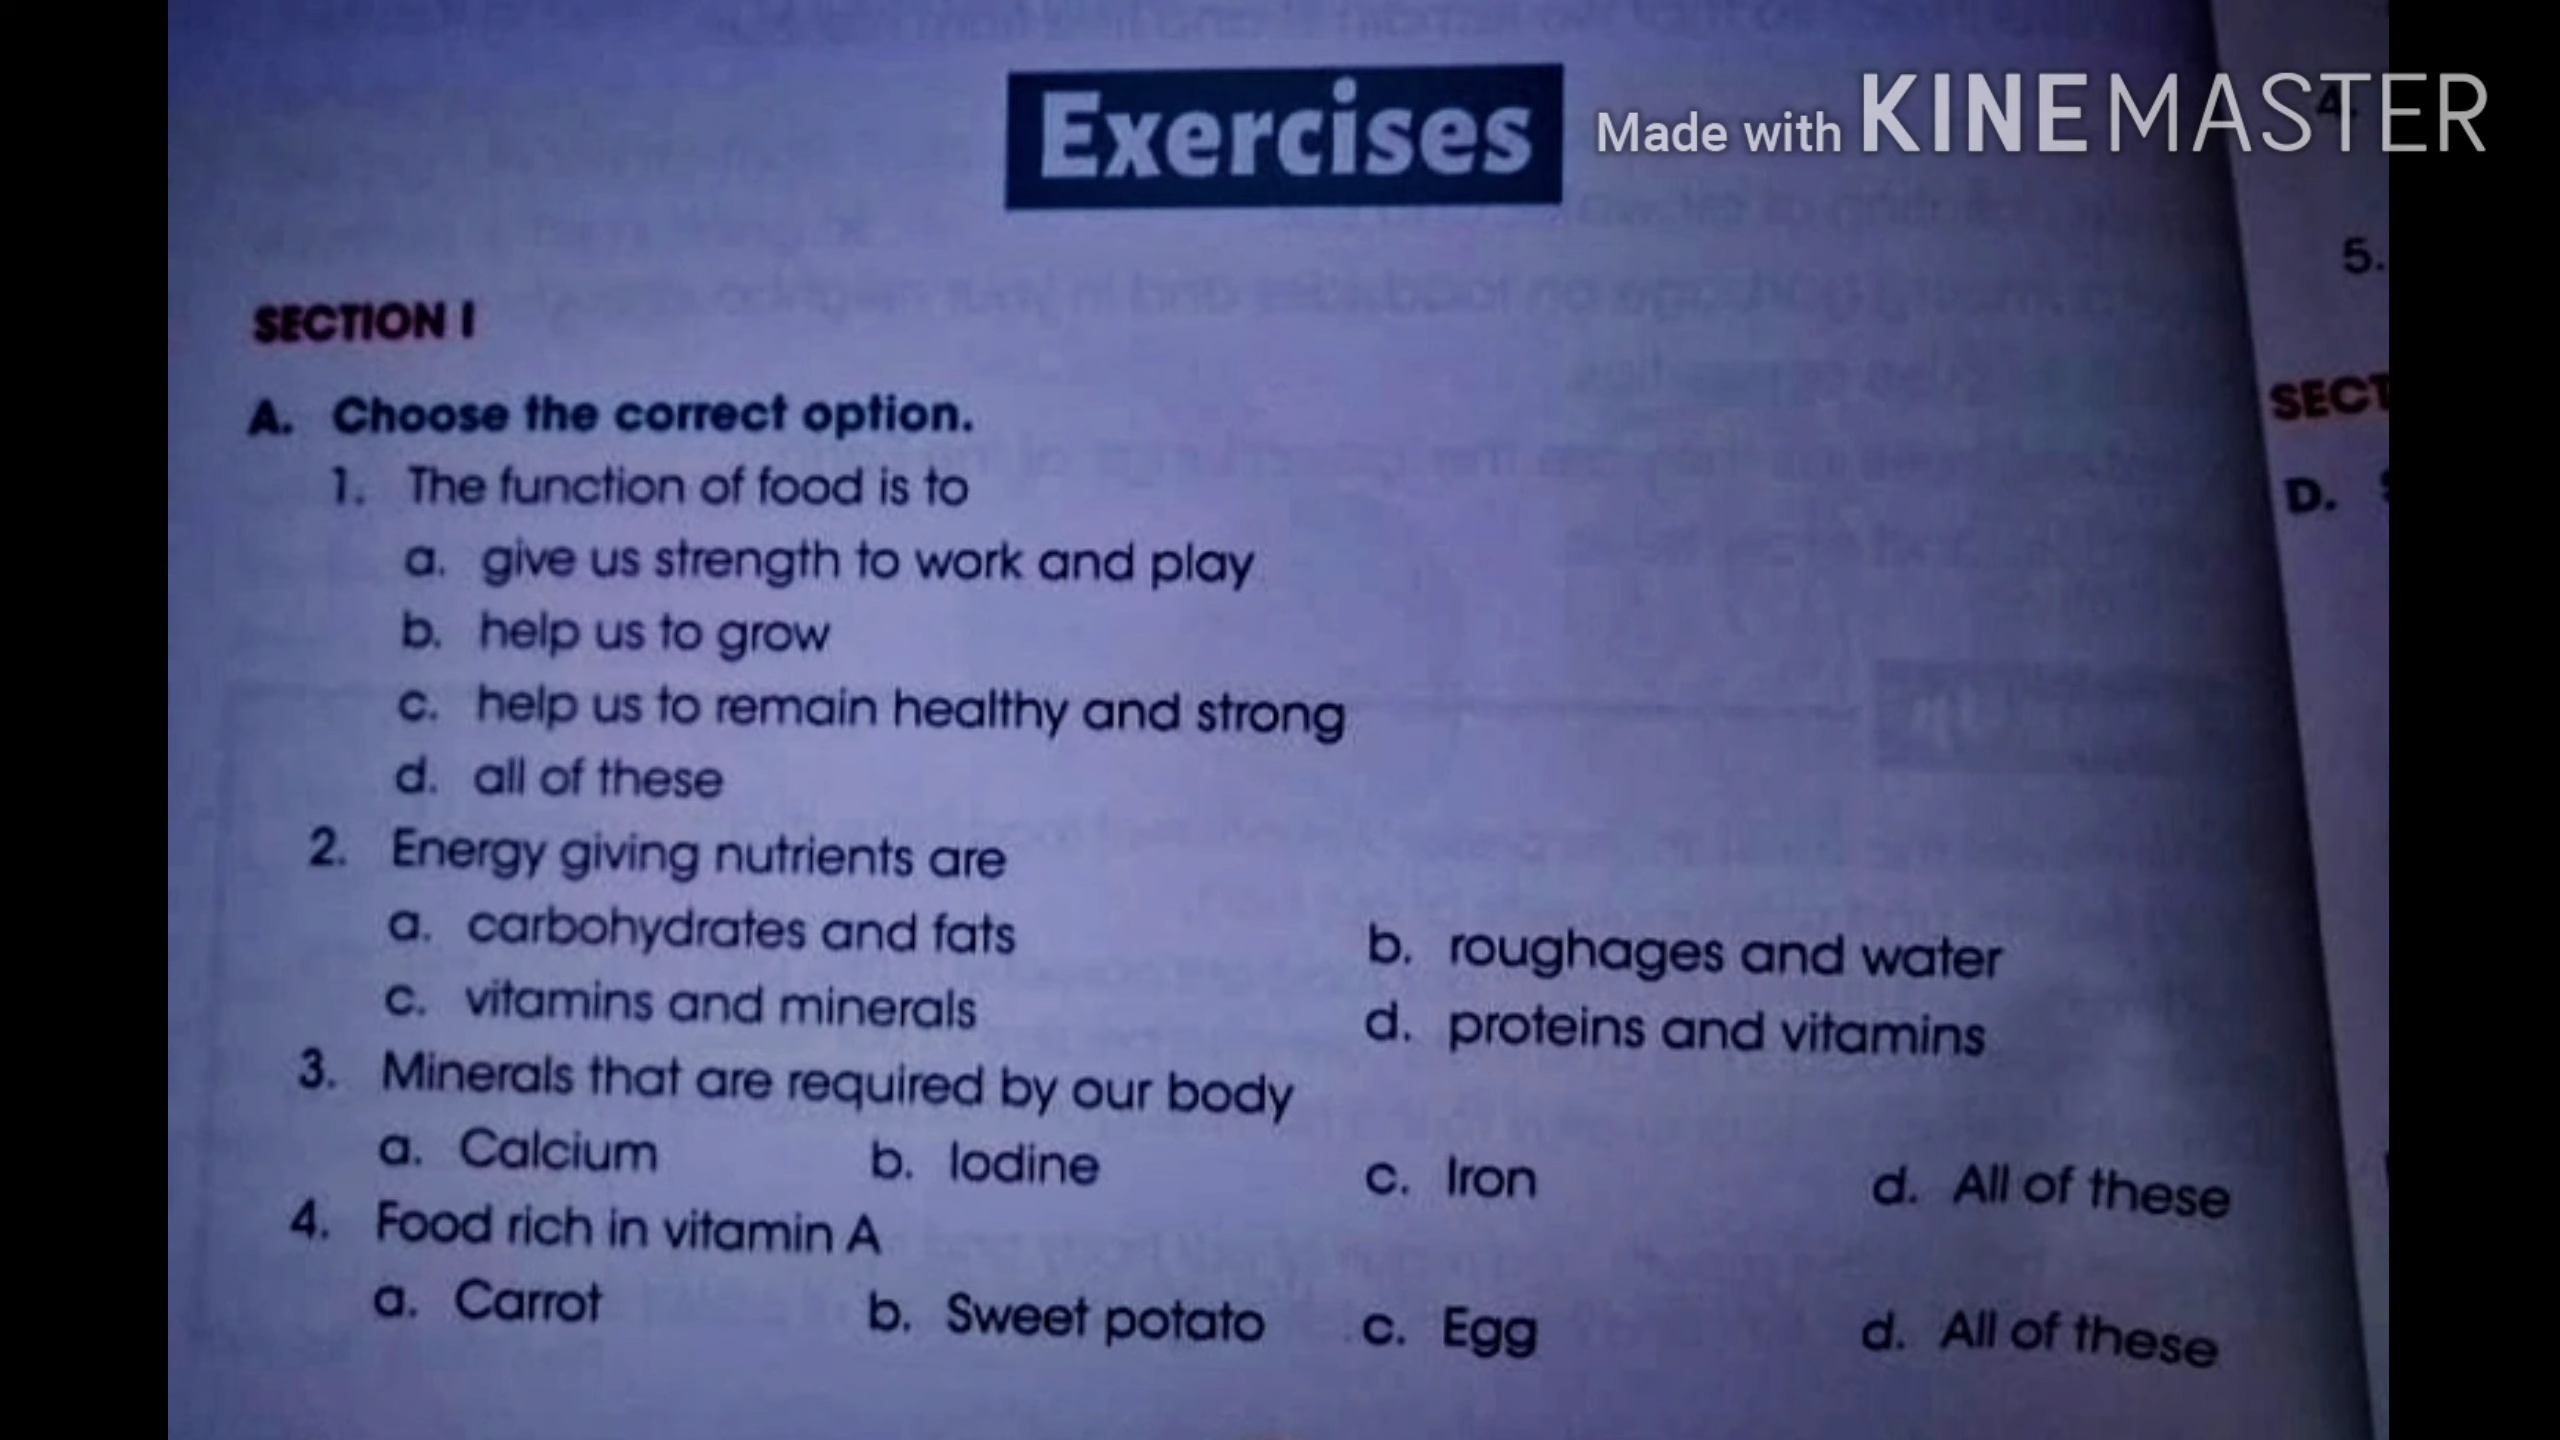 Exercises
Made with KINEMASTER
SECTION I
A. Choose the correct option.
1. The function of food is to
a. give us strength to work and play
b. help us to grow
c. help us to remain healthy and strong
d. all of these
2. Energy giving nutrients are
a. carbohydrates and fats b. roughages and water
c. vitamins and minerals d. proteins and vitamins
3. Minerals that are required by our body
a. Calcium b. Iodine c. Iron d. All of these
4. Food rich in vitamin A
a. Carrot b. Sweet potato c. Egg d. All of these
4.
5.
SECT
D.